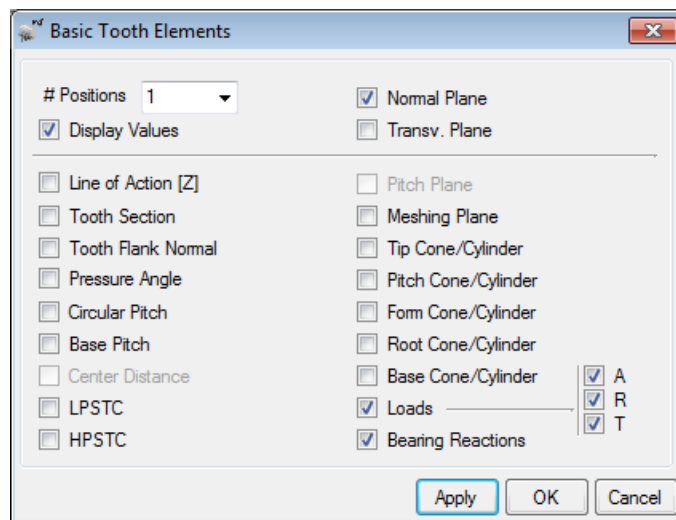 Basic Tooth Elements
# Positions 1
Normal Plane
Display Values
Transv. Plane
Line of Action [Z]
Pitch Plane
Tooth Section
Meshing Plane
Tooth Flank Normal
Tip Cone/Cylinder
Pressure Angle
Pitch Cone/Cylinder
Circular Pitch
Form Cone/Cylinder
Base Pitch
Root Cone/Cylinder
Center Distance
Base Cone/Cylinder
A
LPSTC
Loads
R
T
HPSTC
Bearing Reactions
Apply
OK
Cancel